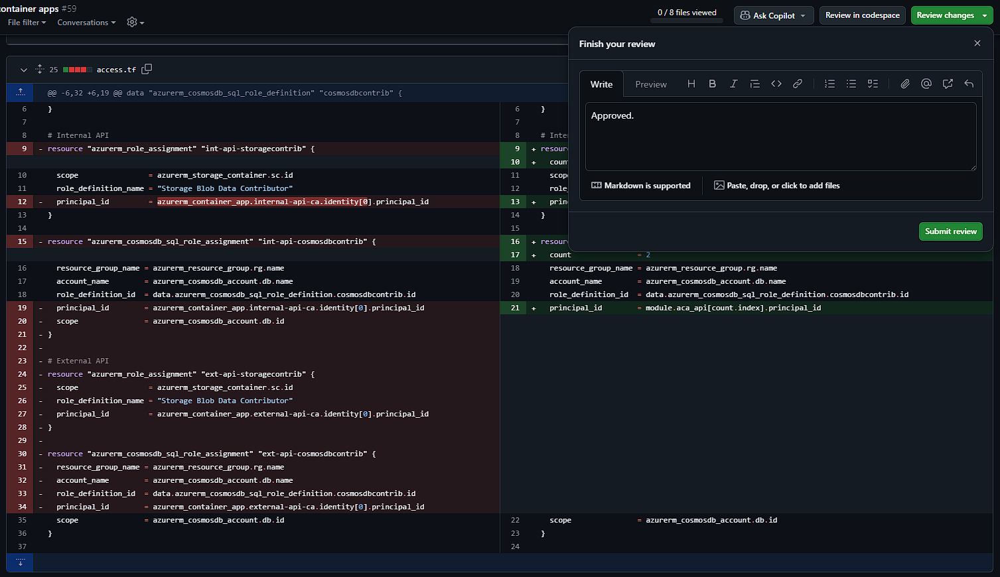 container apps #59
File filter Conversations
0 / 8 files viewed
Ask Copilot
Review in codespace
Review changes
Finish your review
Write
Preview
Approved.
Markdown is supported
Paste, drop, or click to add files
Submit review
25 access.tf
@@ -6,32 +6,19 @@ data "azurerm_cosmosdb_sql_role_definition" "cosmosdbcontrib" {
6 }
7
8 # Internal API
9 - resource "azurerm_role_assignment" "int-api-storagecontrib" {
10 scope = azurerm_storage_container.sc.id
11 role_definition_name = "Storage Blob Data Contributor"
12 - principal_id = azurerm_container_app.internal-api-ca.identity[0].principal_id
13 }
14
15 - resource "azurerm_cosmosdb_sql_role_assignment" "int-api-cosmosdbcontrib" {
16 resource_group_name = azurerm_resource_group.rg.name
17 account_name = azurerm_cosmosdb_account.db.name
18 role_definition_id = data.azurerm_cosmosdb_sql_role_definition.cosmosdbcontrib.id
19 - principal_id = azurerm_container_app.internal-api-ca.identity[0].principal_id
20 - scope = azurerm_cosmosdb_account.db.id
21 - }
22 -
23 - # External API
24 - resource "azurerm_role_assignment" "ext-api-storagecontrib" {
25 - scope = azurerm_storage_container.sc.id
26 - role_definition_name = "Storage Blob Data Contributor"
27 - principal_id = azurerm_container_app.external-api-ca.identity[0].principal_id
28 - }
29 -
30 - resource "azurerm_cosmosdb_sql_role_assignment" "ext-api-cosmosdbcontrib" {
31 - resource_group_name = azurerm_resource_group.rg.name
32 - account_name = azurerm_cosmosdb_account.db.name
33 - role_definition_id = data.azurerm_cosmosdb_sql_role_definition.cosmosdbcontrib.id
34 - principal_id = azurerm_container_app.external-api-ca.identity[0].principal_id
35 scope = azurerm_cosmosdb_account.db.id
36 }
37
6 }
7
8 # Inte
9 + resour
10 + coun
11 scop
12 role_
13 + prin
14 }
15
16 + resour
17 + count = 2
18 resource_group_name = azurerm_resource_group.rg.name
19 account_name = azurerm_cosmosdb_account.db.name
20 role_definition_id = data.azurerm_cosmosdb_sql_role_definition.cosmosdbcontrib.id
21 + principal_id = module.aca_api[count.index].principal_id
22 scope = azurerm_cosmosdb_account.db.id
23 }
24